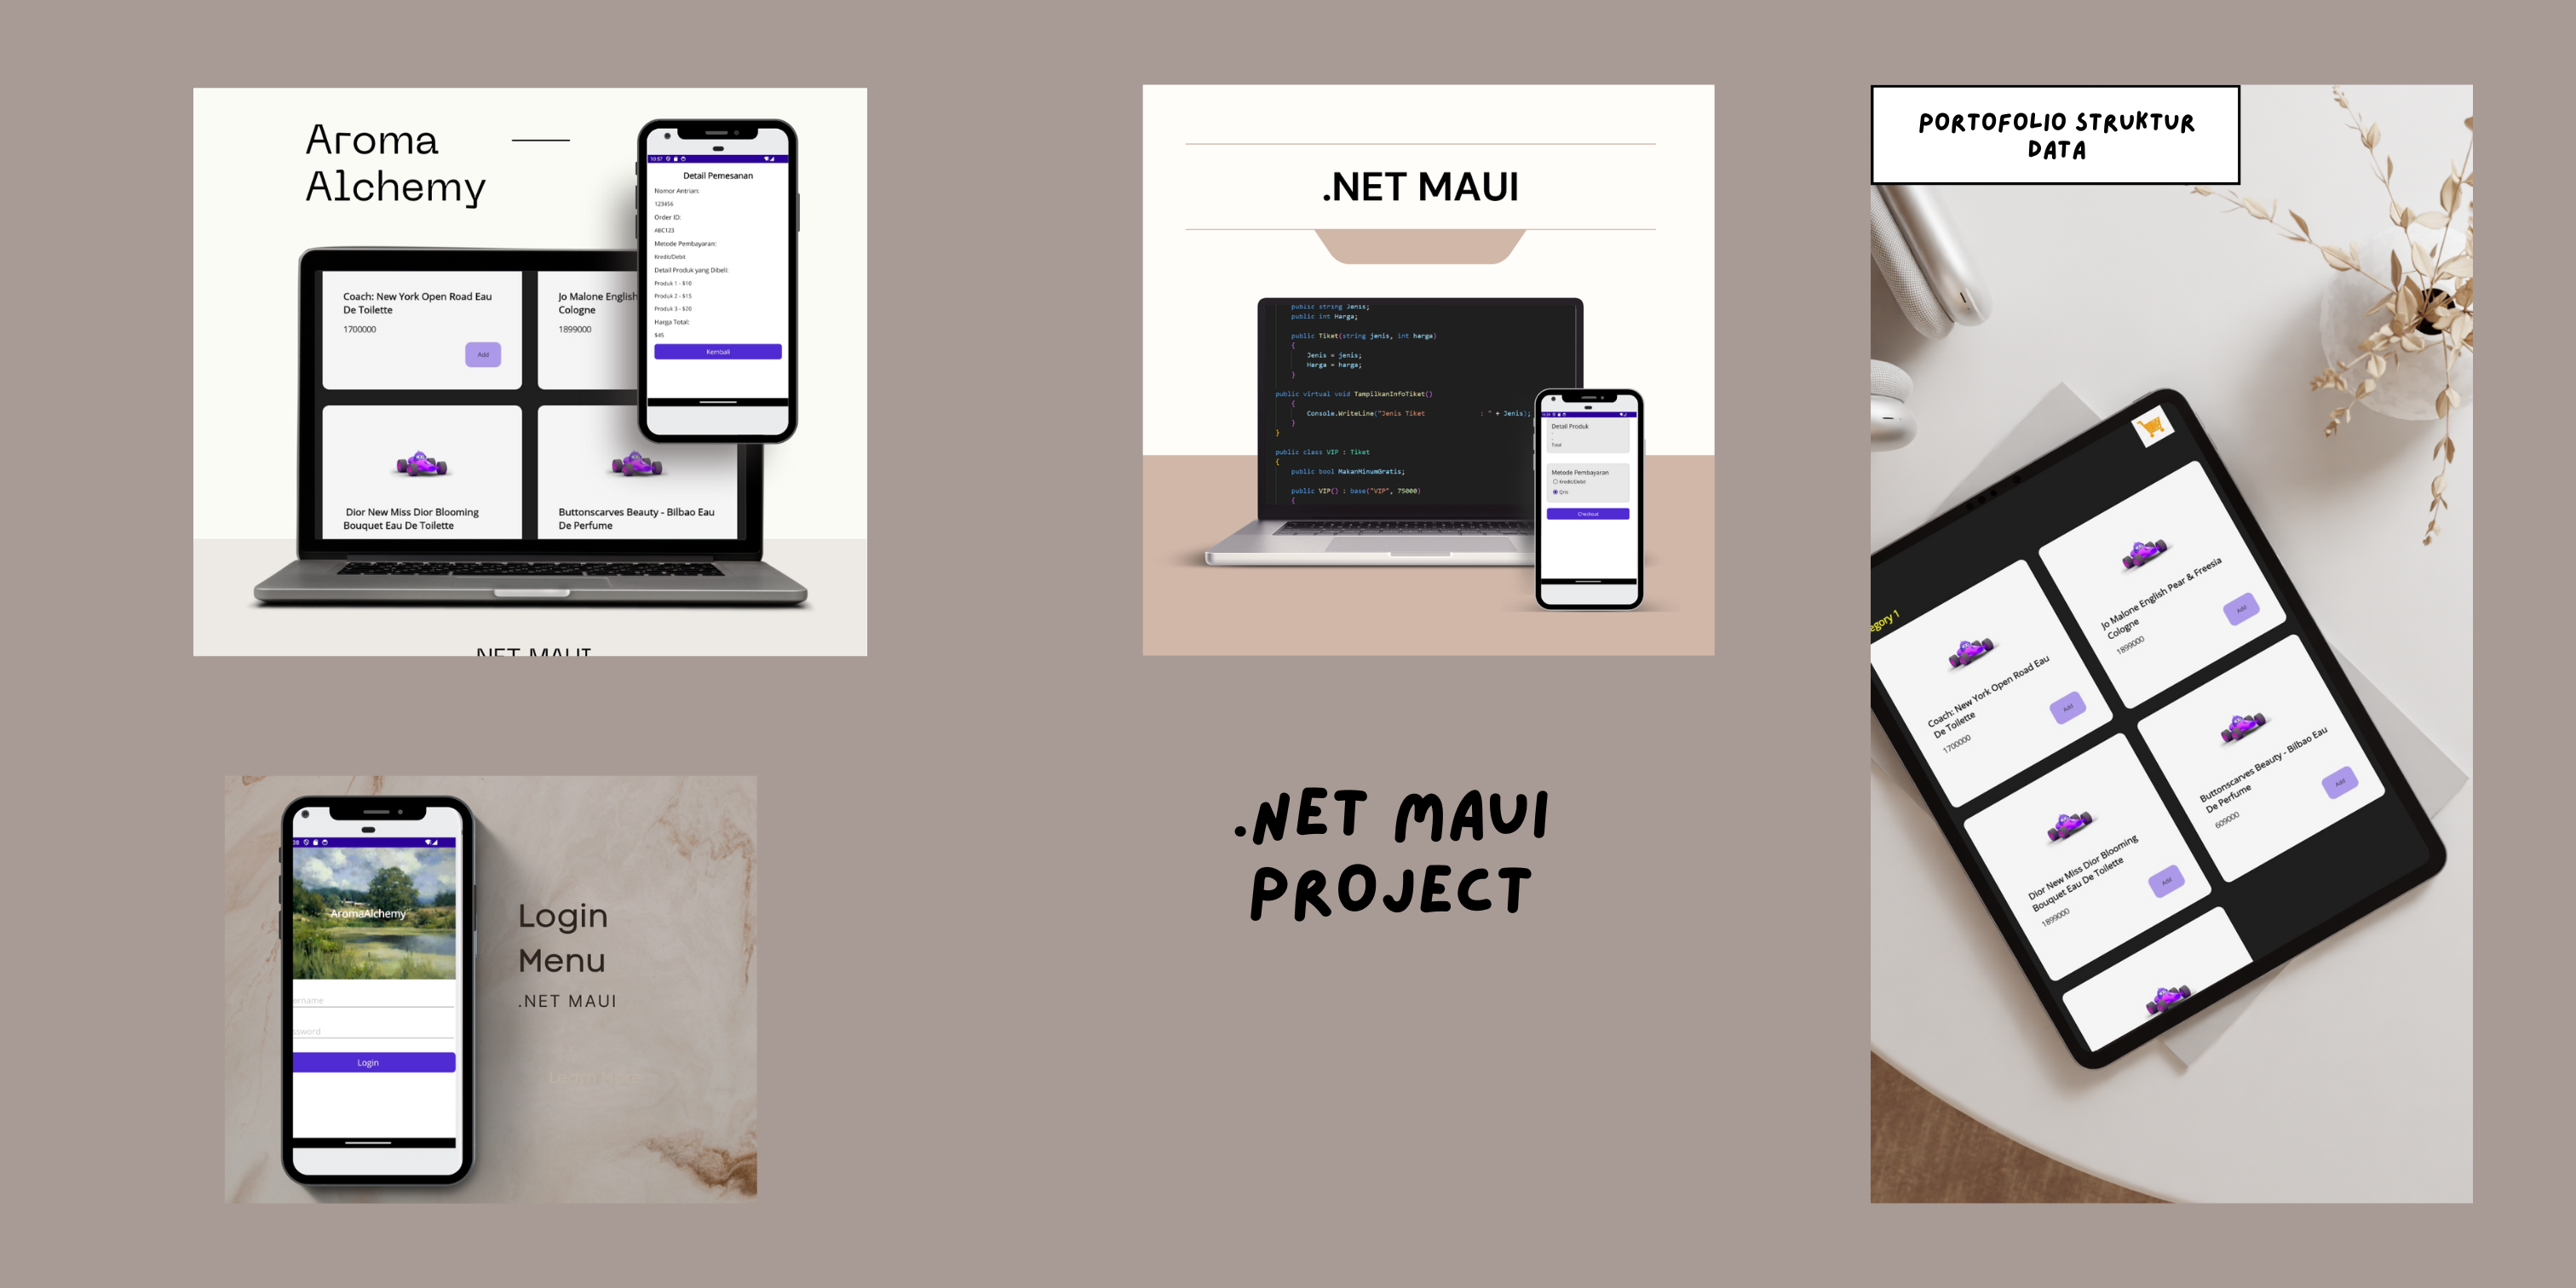 Aroma
Alchemy
Coach: New York Open Road Eau
De Toilette
1700000
Add
Jo Malone English
Cologne
1899000
Dior New Miss Dior Blooming
Bouquet Eau De Toilette
Buttonscarves Beauty - Bilbao Eau
De Perfume
10:57
Detail Pemesanan
Nomor Antrian:
123456
Order ID:
ABC123
Metode Pembayaran:
Kredit/Debit
Detail Produk yang Dibeli:
Produk 1 - $10
Produk 2 - $15
Produk 3 - $20
Harga Total:
$45
Kembali
.NET MAUI
.NET MAUI
public string Jenis;
public int Harga;
public Tiket(string jenis, int harga)
{
Jenis = jenis;
Harga = harga;
}
public virtual void TampilkanInfoTiket()
{
Console.WriteLine("Jenis Tiket : " + Jenis);
}
}
public class VIP : Tiket
{
public bool MakanMinumGratis;
public VIP() : base("VIP", 75000)
{
Detail Produk
Total
Metode Pembayaran
Kredit/Debit
Qris
Checkout
PORTOFOLIO STRUKTUR
DATA
egory 1
Jo Malone English Pear & Freesia
Cologne
1899000
Add
Coach: New York Open Road Eau
De Toilette
1700000
Add
Buttonscarves Beauty - Bilbao Eau
De Perfume
609000
Add
Dior New Miss Dior Blooming
Bouquet Eau De Toilette
1899000
Add
AromaAlchemy
ername
ssword
Login
Login
Menu
.NET MAUI
.NET MAUI
PROJECT